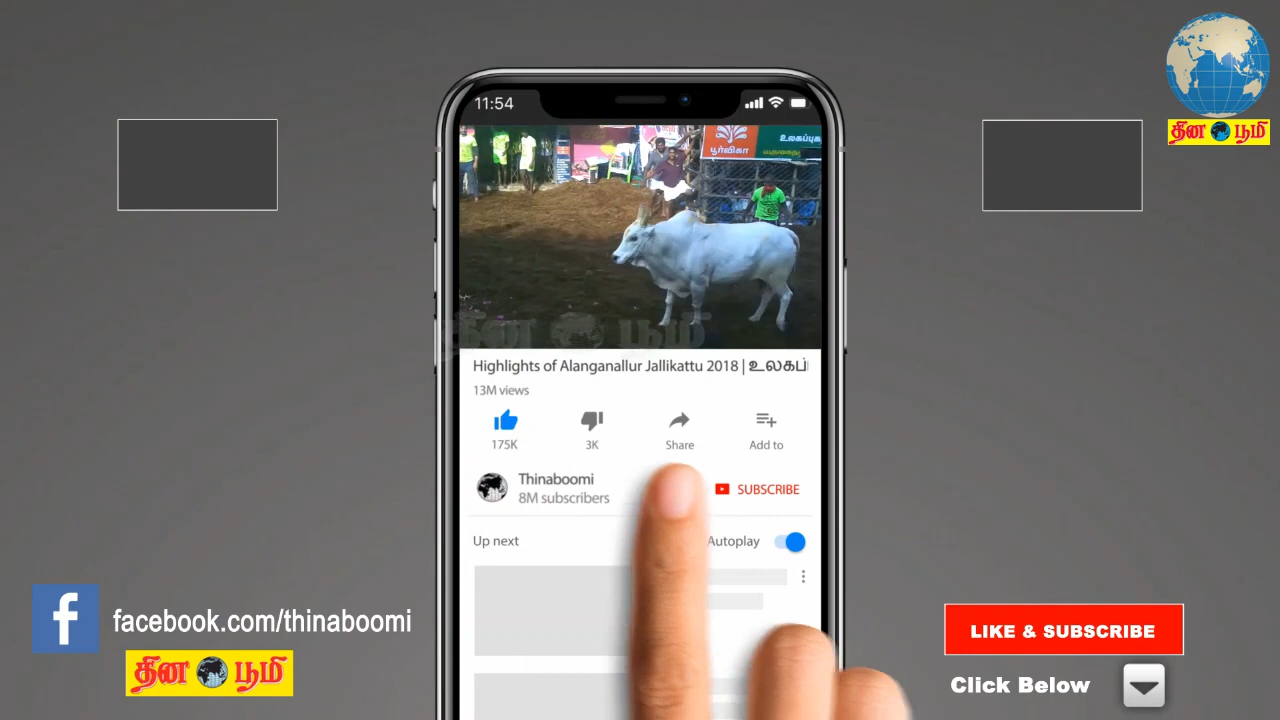 11:54
தின பூமி
பூர்விகா
உலகப்புக
தின பூமி
Highlights of Alanganallur Jallikattu 2018 | உலகப்
13M views
175K
3K
Share
Add to
Thinaboomi
8M subscribers
SUBSCRIBE
Up next
Autoplay
f
facebook.com/thinaboomi
தின பூமி
LIKE & SUBSCRIBE
Click Below